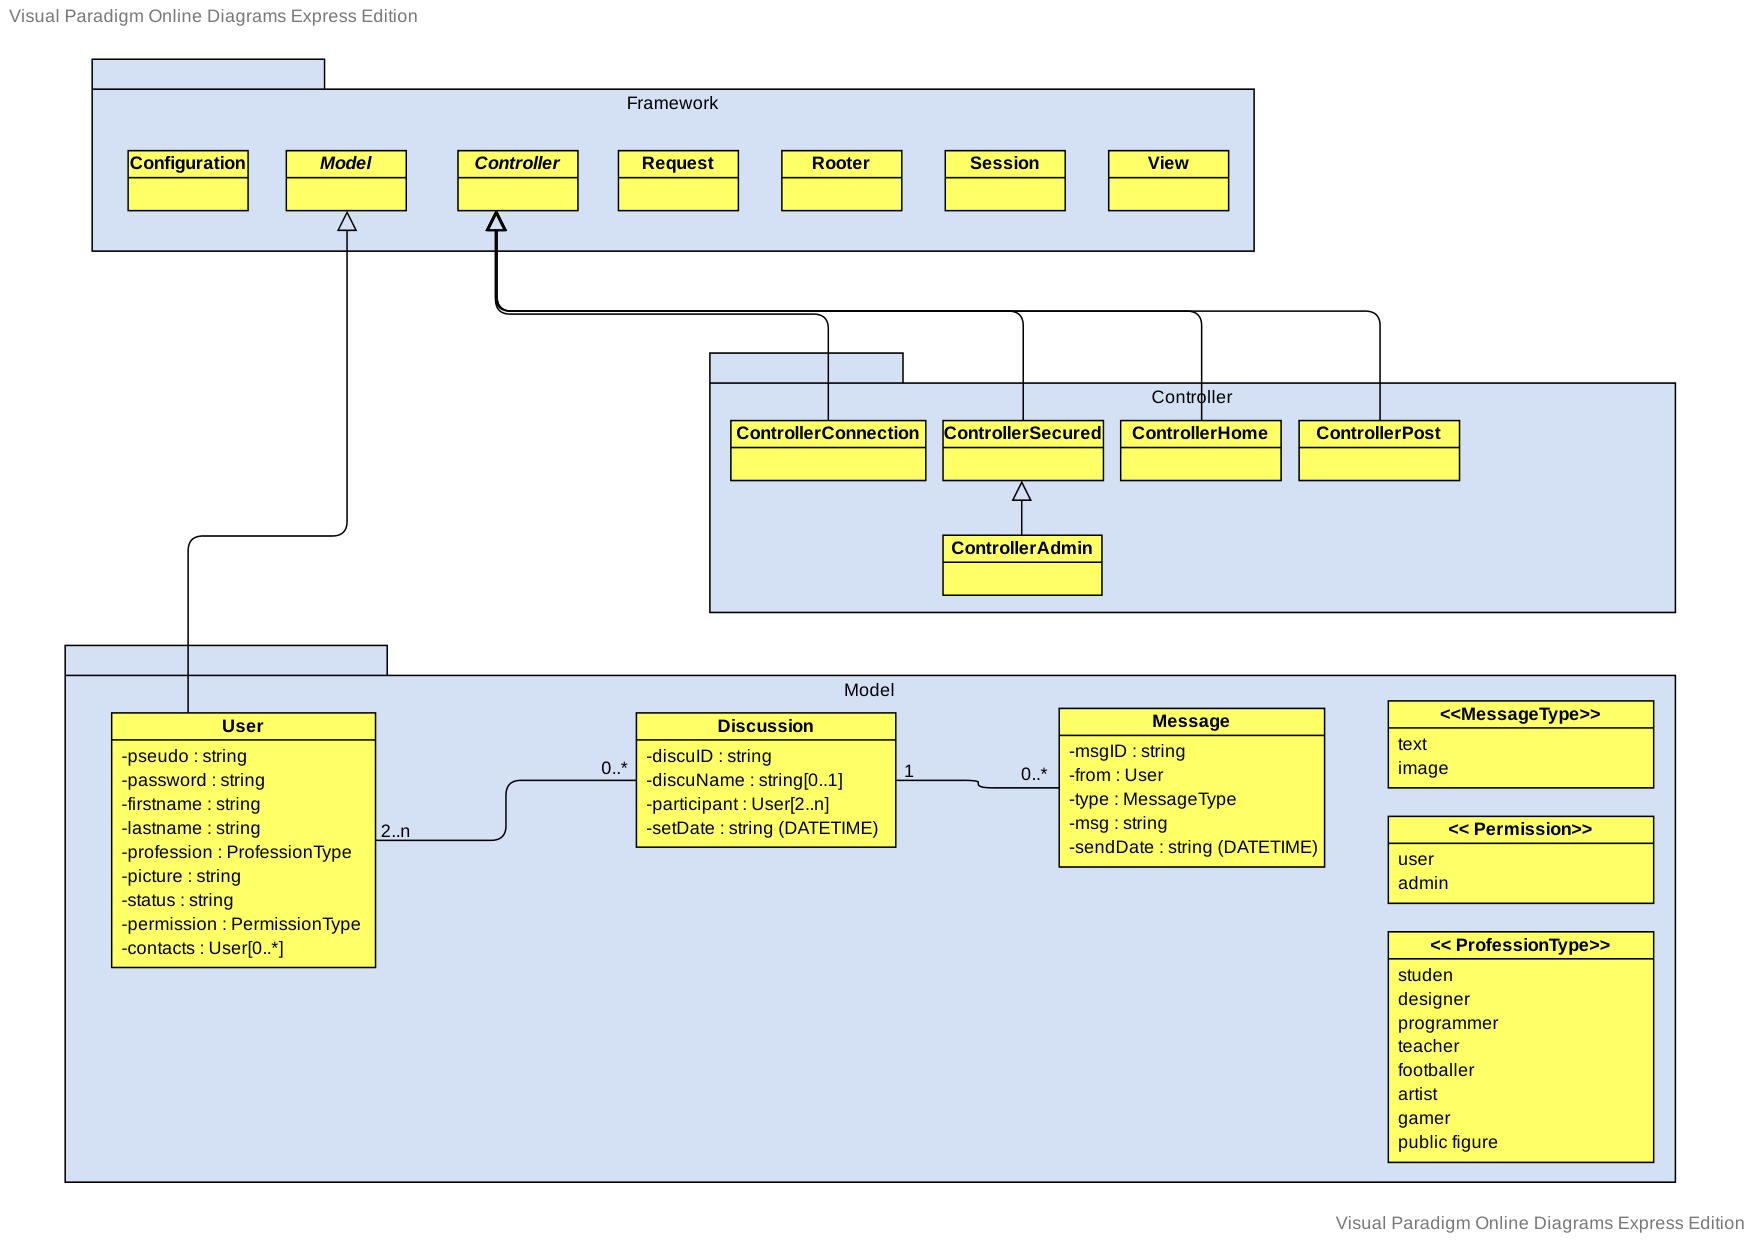 Visual Paradigm Online Diagrams Express Edition
Framework
Configuration
Model
Controller
Request
Rooter
Session
View
Controller
ControllerConnection
ControllerSecured
ControllerHome
ControllerPost
ControllerAdmin
Model
User
-pseudo : string
-password : string
-firstname : string
-lastname : string
-profession : ProfessionType
-picture : string
-status : string
-permission : PermissionType
-contacts : User[0..*]
2..n
0..*
Discussion
-discuID : string
-discuName : string[0..1]
-participant : User[2..n]
-setDate : string (DATETIME)
1
0..*
Message
-msgID : string
-from : User
-type : MessageType
-msg : string
-sendDate : string (DATETIME)
<<MessageType>>
text
image
<< Permission>>
user
admin
<< ProfessionType>>
studen
designer
programmer
teacher
footballer
artist
gamer
public figure
Visual Paradigm Online Diagrams Express Edition